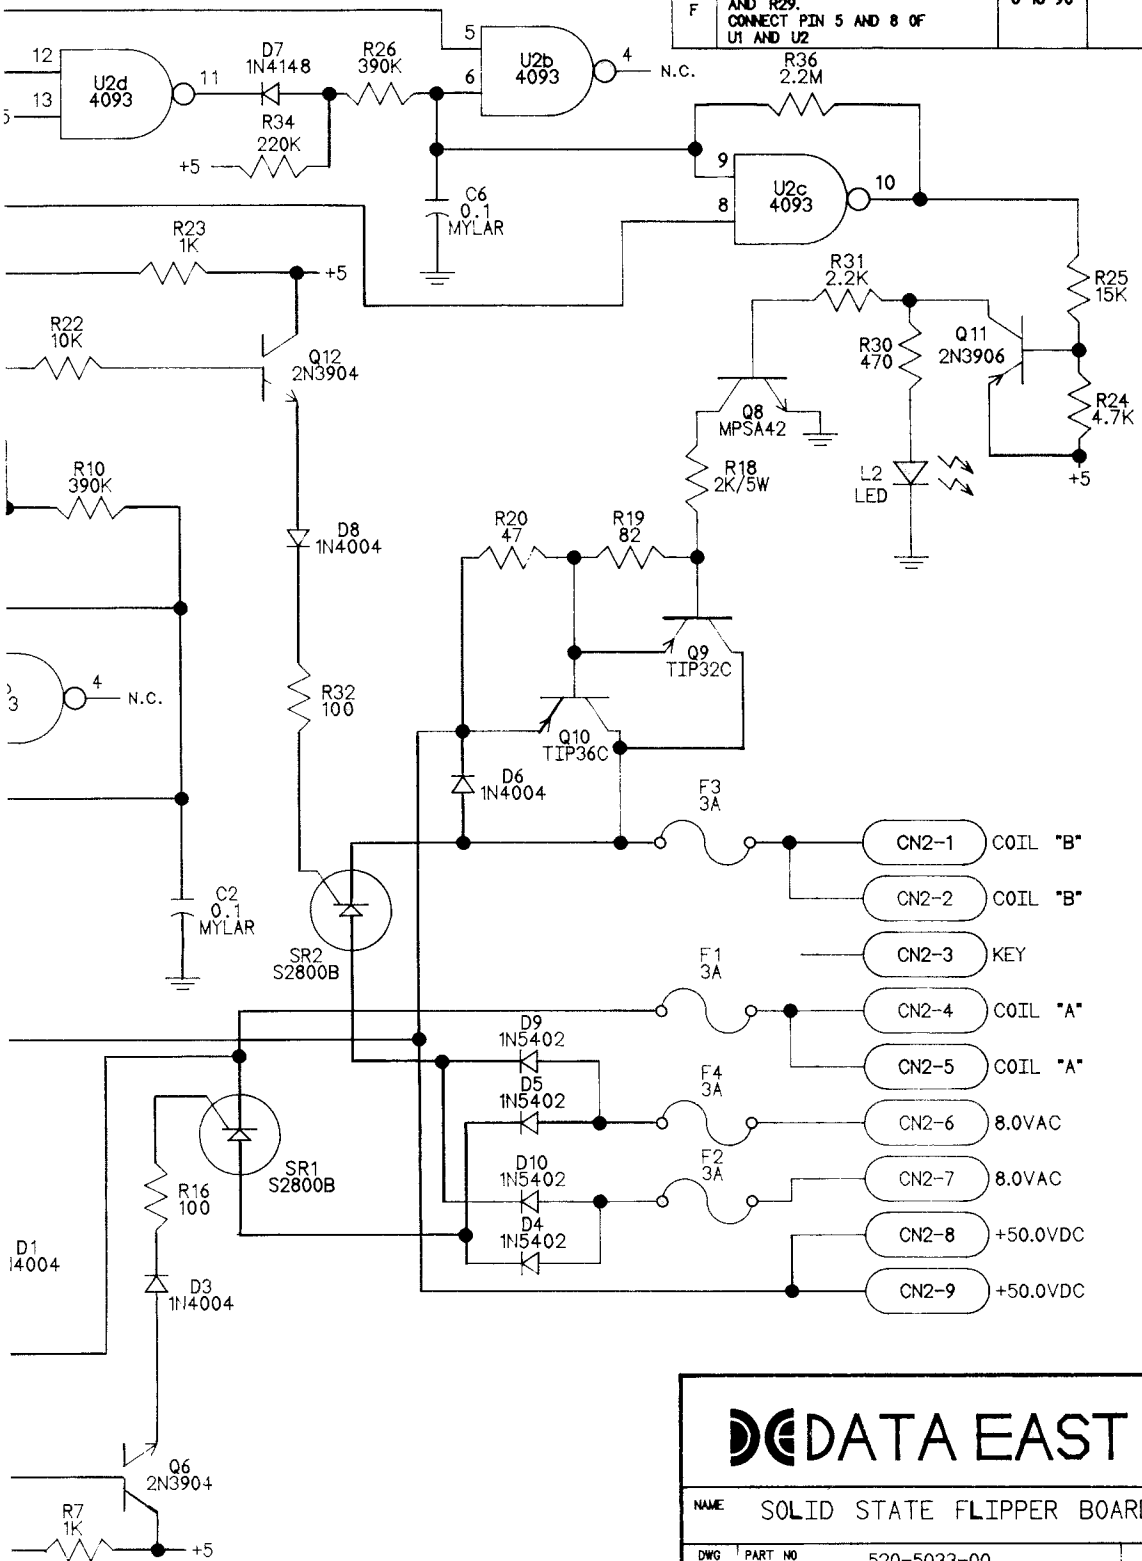 F
AND R29.
CONNECT PIN 5 AND 8 OF
U1 AND U2
12
13
U2d
4093
11
D7
1N4148
R34
220K
+5
R26
390K
5
6
U2b
4093
4
N.C.
R36
2.2M
C6
0.1
MYLAR
9
8
U2c
4093
10
R23
1K
+5
R22
10K
Q12
2N3904
R31
2.2K
R25
15K
R30
470
Q11
2N3906
R24
4.7K
+5
Q8
MPSA42
R18
2K/5W
L2
LED
R10
390K
D8
1N4004
R20
47
R19
82
Q9
TIP32C
4
N.C.
R32
100
Q10
TIP36C
D6
1N4004
F3
3A
CN2-1 COIL "B"
CN2-2 COIL "B"
C2
0.1
MYLAR
SR2
S2800B
CN2-3 KEY
F1
3A
CN2-4 COIL "A"
D9
1N5402
CN2-5 COIL "A"
D5
1N5402
F4
3A
CN2-6 8.0VAC
SR1
S2800B
D10
1N5402
F2
3A
CN2-7 8.0VAC
R16
100
D4
1N5402
CN2-8 +50.0VDC
D1
D3
1N4004
CN2-9 +50.0VDC
Q6
2N3904
R7
1K
+5
DATA EAST
NAME SOLID STATE FLIPPER BOARD
DWG PART NO 520-5033-00